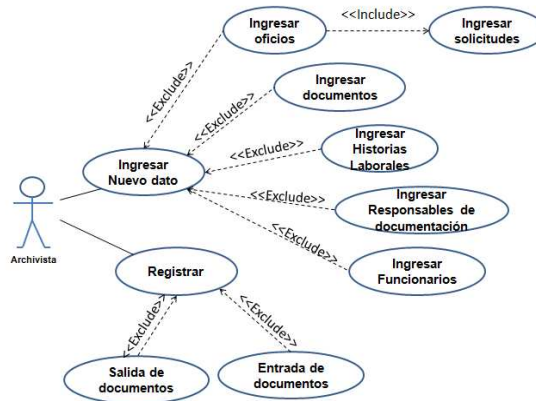 Ingresar
oficios
<<Include>>
Ingresar
solicitudes
<<Exclude>>
Ingresar
documentos
<<Exclude>>
Ingresar
Historias
Laborales
<<Exclude>>
Ingresar
Nuevo dato
<<Exclude>>
Ingresar
Responsables de
documentación
<<Exclude>>
Ingresar
Funcionarios
Archivista
Registrar
<<Exclude>>
<<Exclude>>
Salida de
documentos
Entrada de
documentos